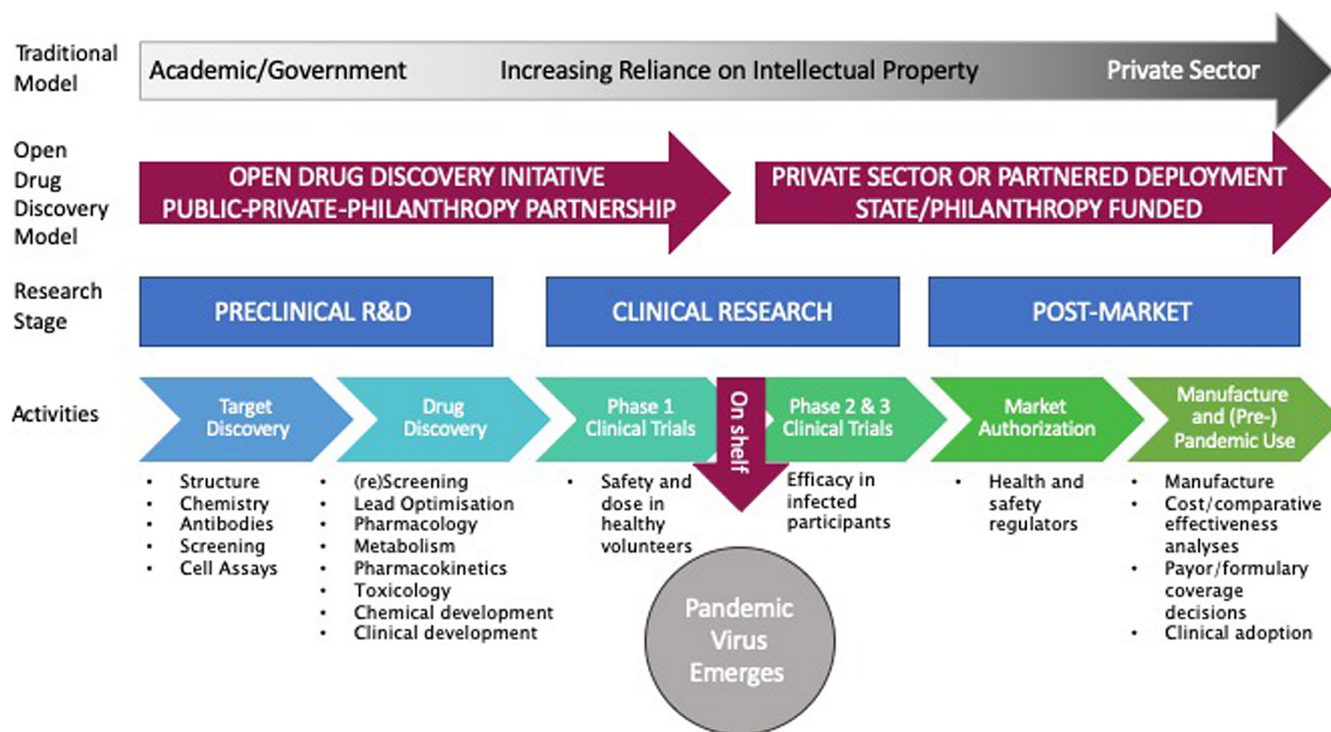 Traditional
Model
Academic/Government
Increasing Reliance on Intellectual Property
Private Sector
Open
Drug
Discovery
Model
OPEN DRUG DISCOVERY INITATIVE
PUBLIC-PRIVATE-PHILANTHROPY PARTNERSHIP
PRIVATE SECTOR OR PARTNERED DEPLOYMENT
STATE/PHILANTHROPY FUNDED
Research
Stage
PRECLINICAL R&D
CLINICAL RESEARCH
POST-MARKET
Activities
Target
Discovery
Drug
Discovery
Phase 1
Clinical Trials
On shelf
Phase 2 & 3
Clinical Trials
Market
Authorization
Manufacture
and (Pre-)
Pandemic Use
• Structure
• Chemistry
• Antibodies
• Screening
• Cell Assays
• (re)Screening
• Lead Optimisation
• Pharmacology
• Metabolism
• Pharmacokinetics
• Toxicology
• Chemical development
• Clinical development
• Safety and
dose in
healthy
volunteers
• Efficacy in
infected
participants
• Health and
safety
regulators
• Manufacture
• Cost/comparative
effectiveness
analyses
• Payor/formulary
coverage
decisions
• Clinical adoption
Pandemic
Virus
Emerges